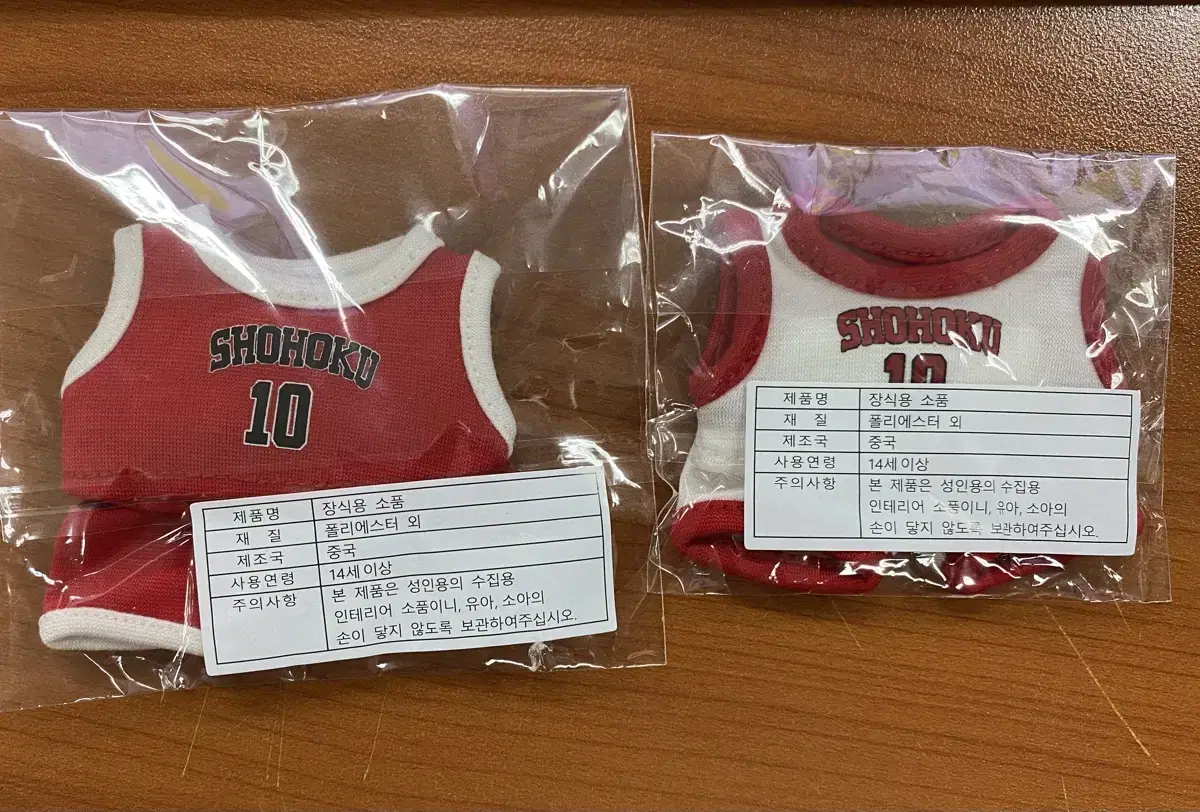 SHOHOKU
10
제품명 장식용 소품
재 질 폴리에스터 외
제조국 중국
사용연령 14세이상
주의사항 본 제품은 성인용의 수집용
인테리어 소품이니, 유아, 소아의
손이 닿지 않도록 보관하여주십시오.
SHOHOKU
10
제품명 장식용 소품
재 질 폴리에스터 외
제조국 중국
사용연령 14세이상
주의사항 본 제품은 성인용의 수집용
인테리어 소품이니, 유아, 소아의
손이 닿지 않도록 보관하여주십시오.